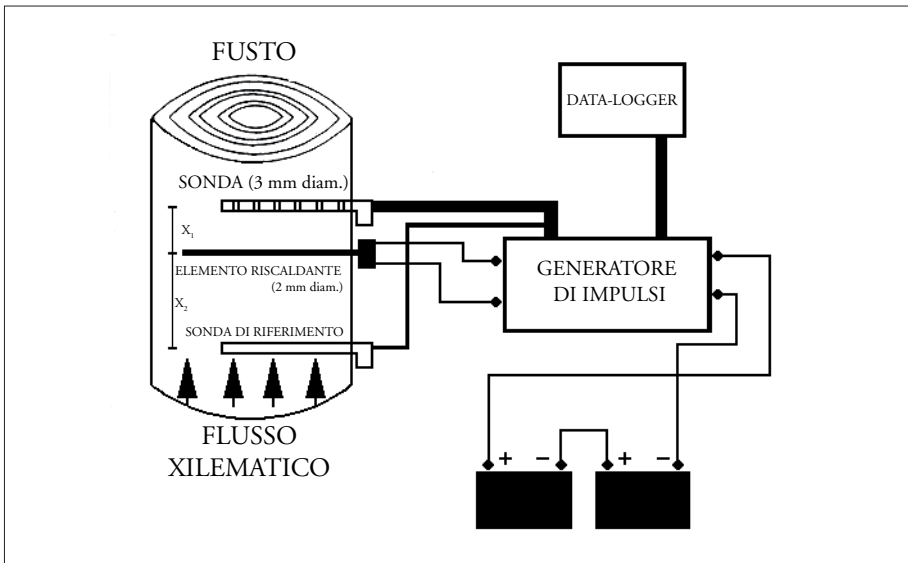 FUSTO
DATA-LOGGER
SONDA (3 mm diam.)
X1
ELEMENTO RISCALDANTE
(2 mm diam.)
X2
SONDA DI RIFERIMENTO
GENERATORE
DI IMPULSI
FLUSSO
XILEMATICO
+ − + −